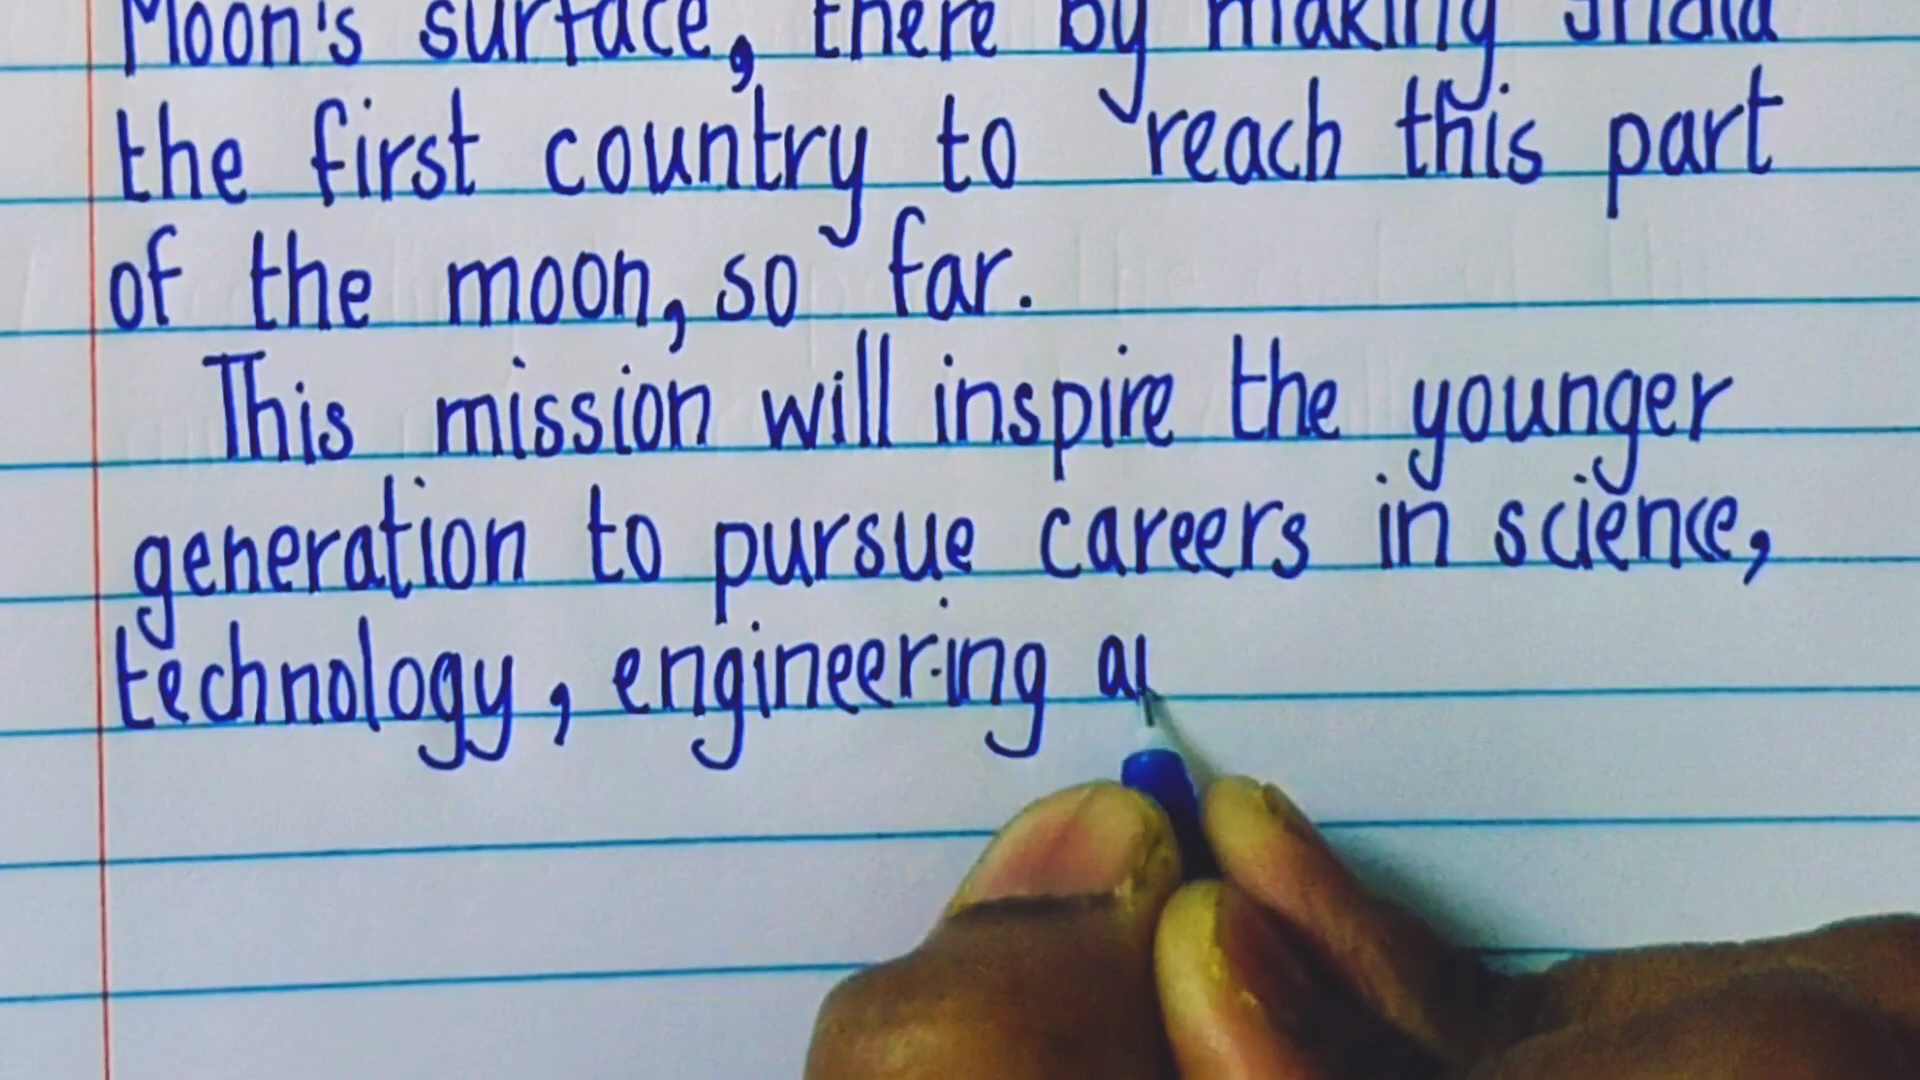 Moon's surface, there by making India
the first country to reach this part
of the moon, so far.
This mission will inspire the younger
generation to pursue careers in science,
technology, engineering